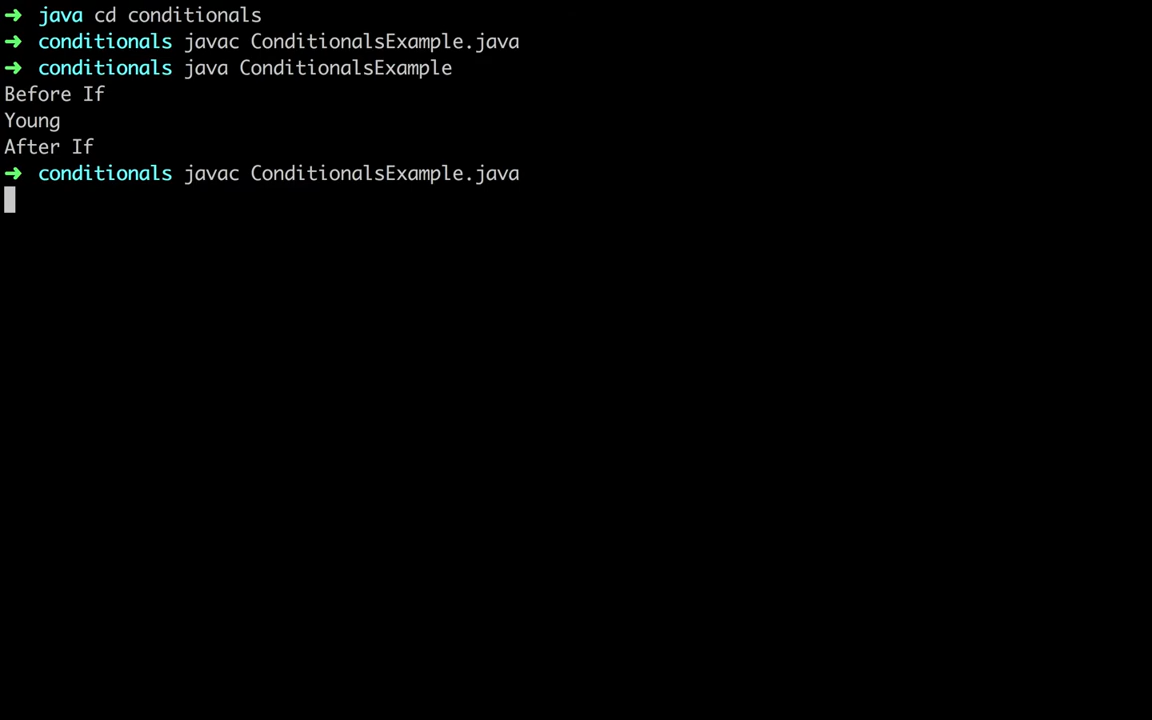 ➜ java cd conditionals
➜ conditionals javac ConditionalsExample.java
➜ conditionals java ConditionalsExample
Before If
Young
After If
➜ conditionals javac ConditionalsExample.java